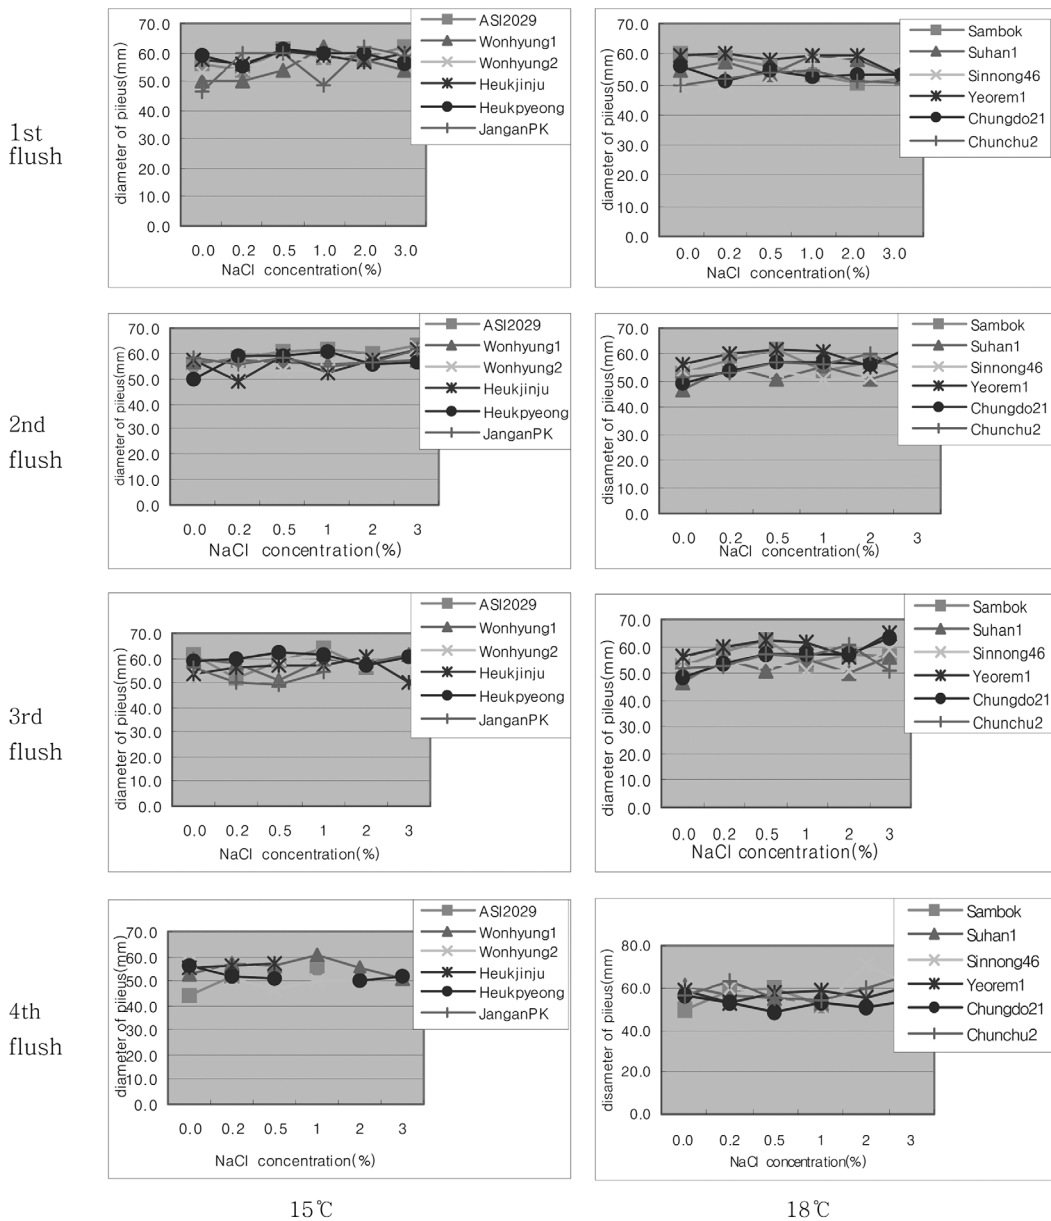 1st
flush
diameter of piieus(mm)
70.0
60.0
50.0
40.0
30.0
20.0
10.0
0.0
0.0 0.2 0.5 1.0 2.0 3.0
NaCl concentration(%)
ASI2029
Wonhyung1
Wonhyung2
Heukjinju
Heukpyeong
JanganPK
diameter of piieus(mm)
70.0
60.0
50.0
40.0
30.0
20.0
10.0
0.0
0.0 0.2 0.5 1.0 2.0 3.0
NaCl concentration(%)
Sambok
Suhan1
Sinnong46
Yeorem1
Chungdo21
Chunchu2
2nd
flush
diameter of piieus(mm)
70.0
60.0
50.0
40.0
30.0
20.0
10.0
0.0
0.0 0.2 0.5 1 2 3
NaCl concentration(%)
ASI2029
Wonhyung1
Wonhyung2
Heukjinju
Heukpyeong
JanganPK
disameter of piieus(mm)
70.0
60.0
50.0
40.0
30.0
20.0
10.0
0.0
0.0 0.2 0.5 1 2 3
NaCl concentration(%)
Sambok
Suhan1
Sinnong46
Yeorem1
Chungdo21
Chunchu2
3rd
flush
diameter of piieus(mm)
70.0
60.0
50.0
40.0
30.0
20.0
10.0
0.0
0.0 0.2 0.5 1 2 3
NaCl concentration(%)
ASI2029
Wonhyung1
Wonhyung2
Heukjinju
Heukpyeong
JanganPK
diameter of piieus(mm)
70.0
60.0
50.0
40.0
30.0
20.0
10.0
0.0
0.0 0.2 0.5 1 2 3
NaCl concentration(%)
Sambok
Suhan1
Sinnong46
Yeorem1
Chungdo21
Chunchu2
4th
flush
diameter of piieus(mm)
70.0
60.0
50.0
40.0
30.0
20.0
10.0
0.0
0.0 0.2 0.5 1 2 3
NaCl concentration(%)
ASI2029
Wonhyung1
Wonhyung2
Heukjinju
Heukpyeong
JanganPK
disameter of piieus(mm)
80.0
60.0
40.0
20.0
0.0
0.0 0.2 0.5 1 2 3
NaCl concentration(%)
Sambok
Suhan1
Sinnong46
Yeorem1
Chungdo21
Chunchu2
15℃
18℃